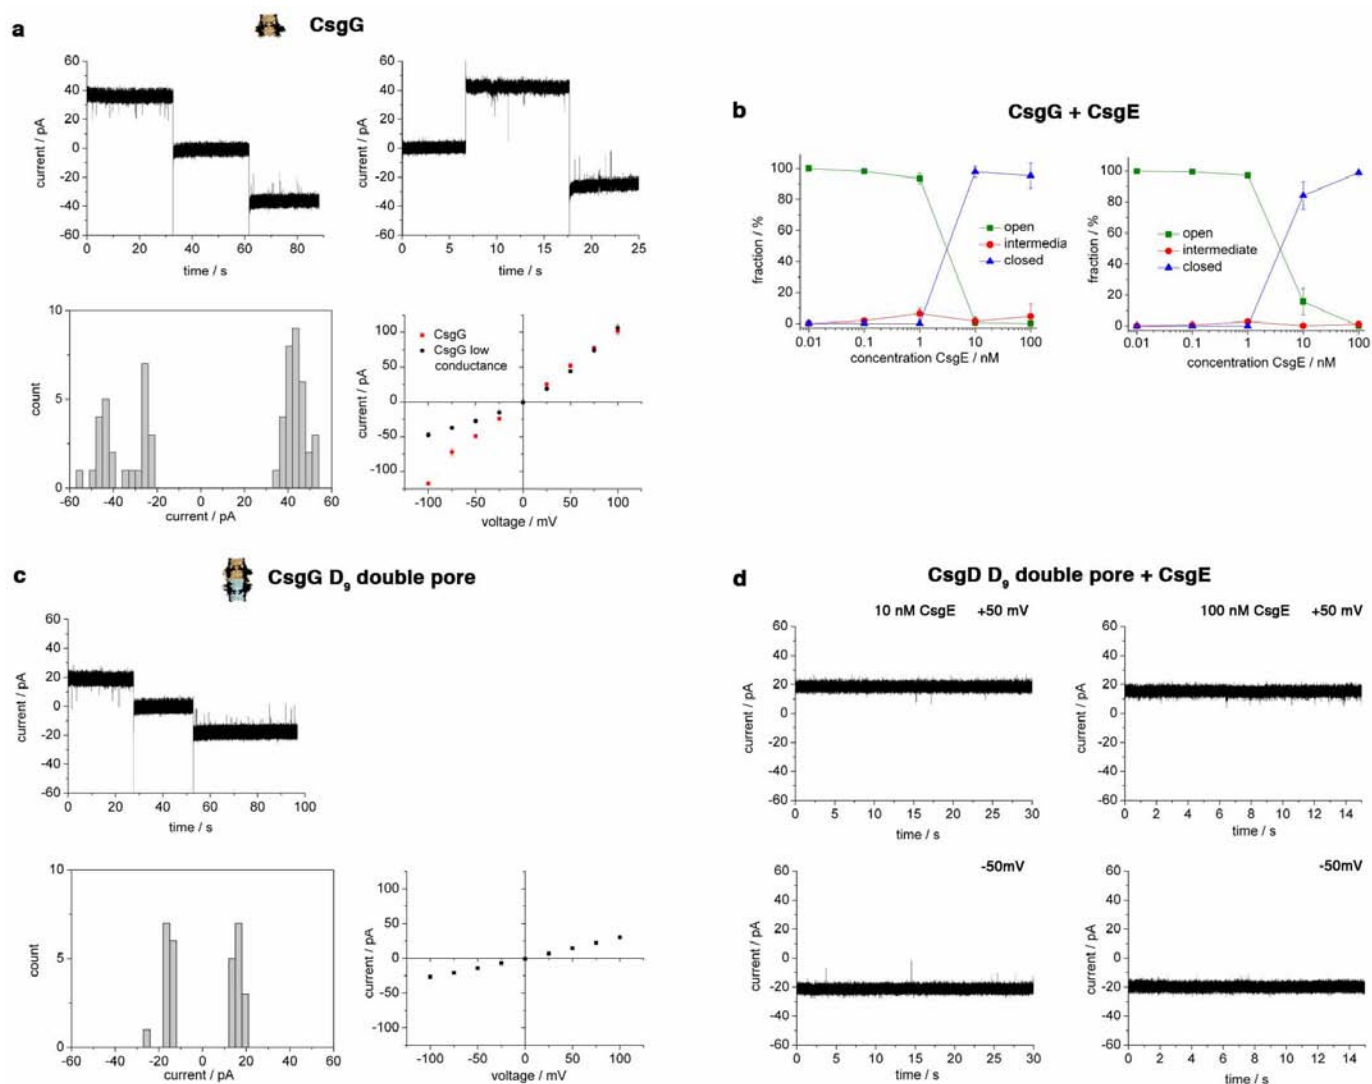 a
CsgG
60
40
20
0
-20
-40
-60
current / pA
0 20 40 60 80
time / s
60
40
20
0
-20
-40
-60
current / pA
0 5 10 15 20 25
time / s
10
5
0
count
-60 -40 -20 0 20 40 60
current / pA
CsgG
CsgG low
conductance
100
50
0
-50
-100
current / pA
-100 -50 0 50 100
voltage / mV
b
CsgG + CsgE
100
80
60
40
20
0
fraction / %
open
intermedia
closed
0.01 0.1 1 10 100
concentration CsgE / nM
100
80
60
40
20
0
fraction / %
open
intermediate
closed
0.01 0.1 1 10 100
concentration CsgE / nM
c
CsgG D9 double pore
60
40
20
0
-20
-40
-60
current / pA
0 20 40 60 80 100
time / s
10
5
0
count
-60 -40 -20 0 20 40 60
current / pA
100
50
0
-50
-100
current / pA
-100 -50 0 50 100
voltage / mV
d
CsgD D9 double pore + CsgE
10 nM CsgE +50 mV
60
40
20
0
-20
-40
-60
current / pA
0 5 10 15 20 25 30
time / s
100 nM CsgE +50 mV
60
40
20
0
-20
-40
-60
current / pA
0 2 4 6 8 10 12 14
time / s
-50mV
60
40
20
0
-20
-40
-60
current / pA
0 5 10 15 20 25 30
time / s
-50mV
60
40
20
0
-20
-40
-60
current / pA
0 2 4 6 8 10 12 14
time / s